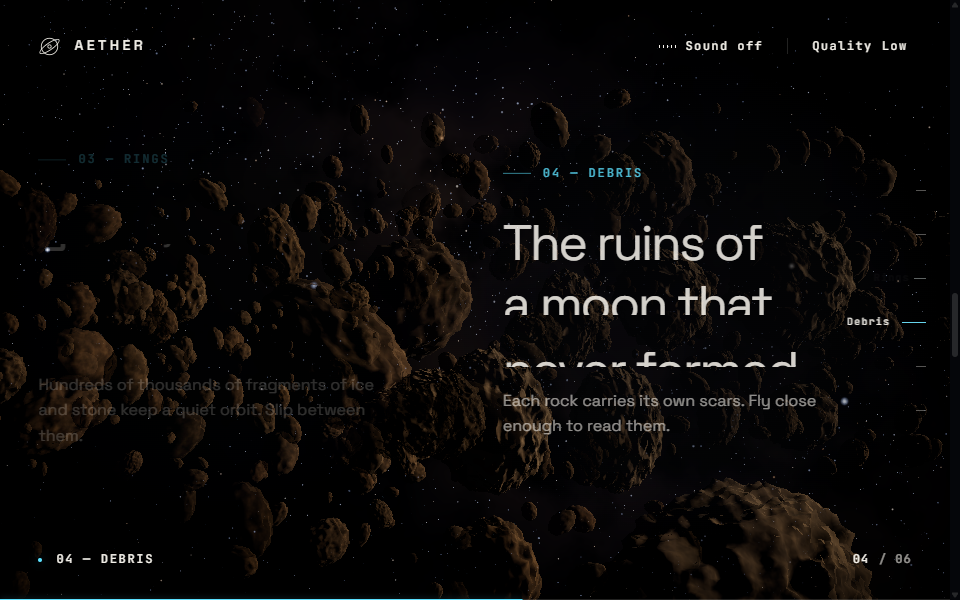 AETHER
Sound off
Quality Low
03 — RINGS
Hundreds of thousands of fragments of ice
and stone keep a quiet orbit. Slip between
them.
04 — DEBRIS
The ruins of
a moon that
never formed
Each rock carries its own scars. Fly close
enough to read them.
Debris
04 — DEBRIS
04 / 06